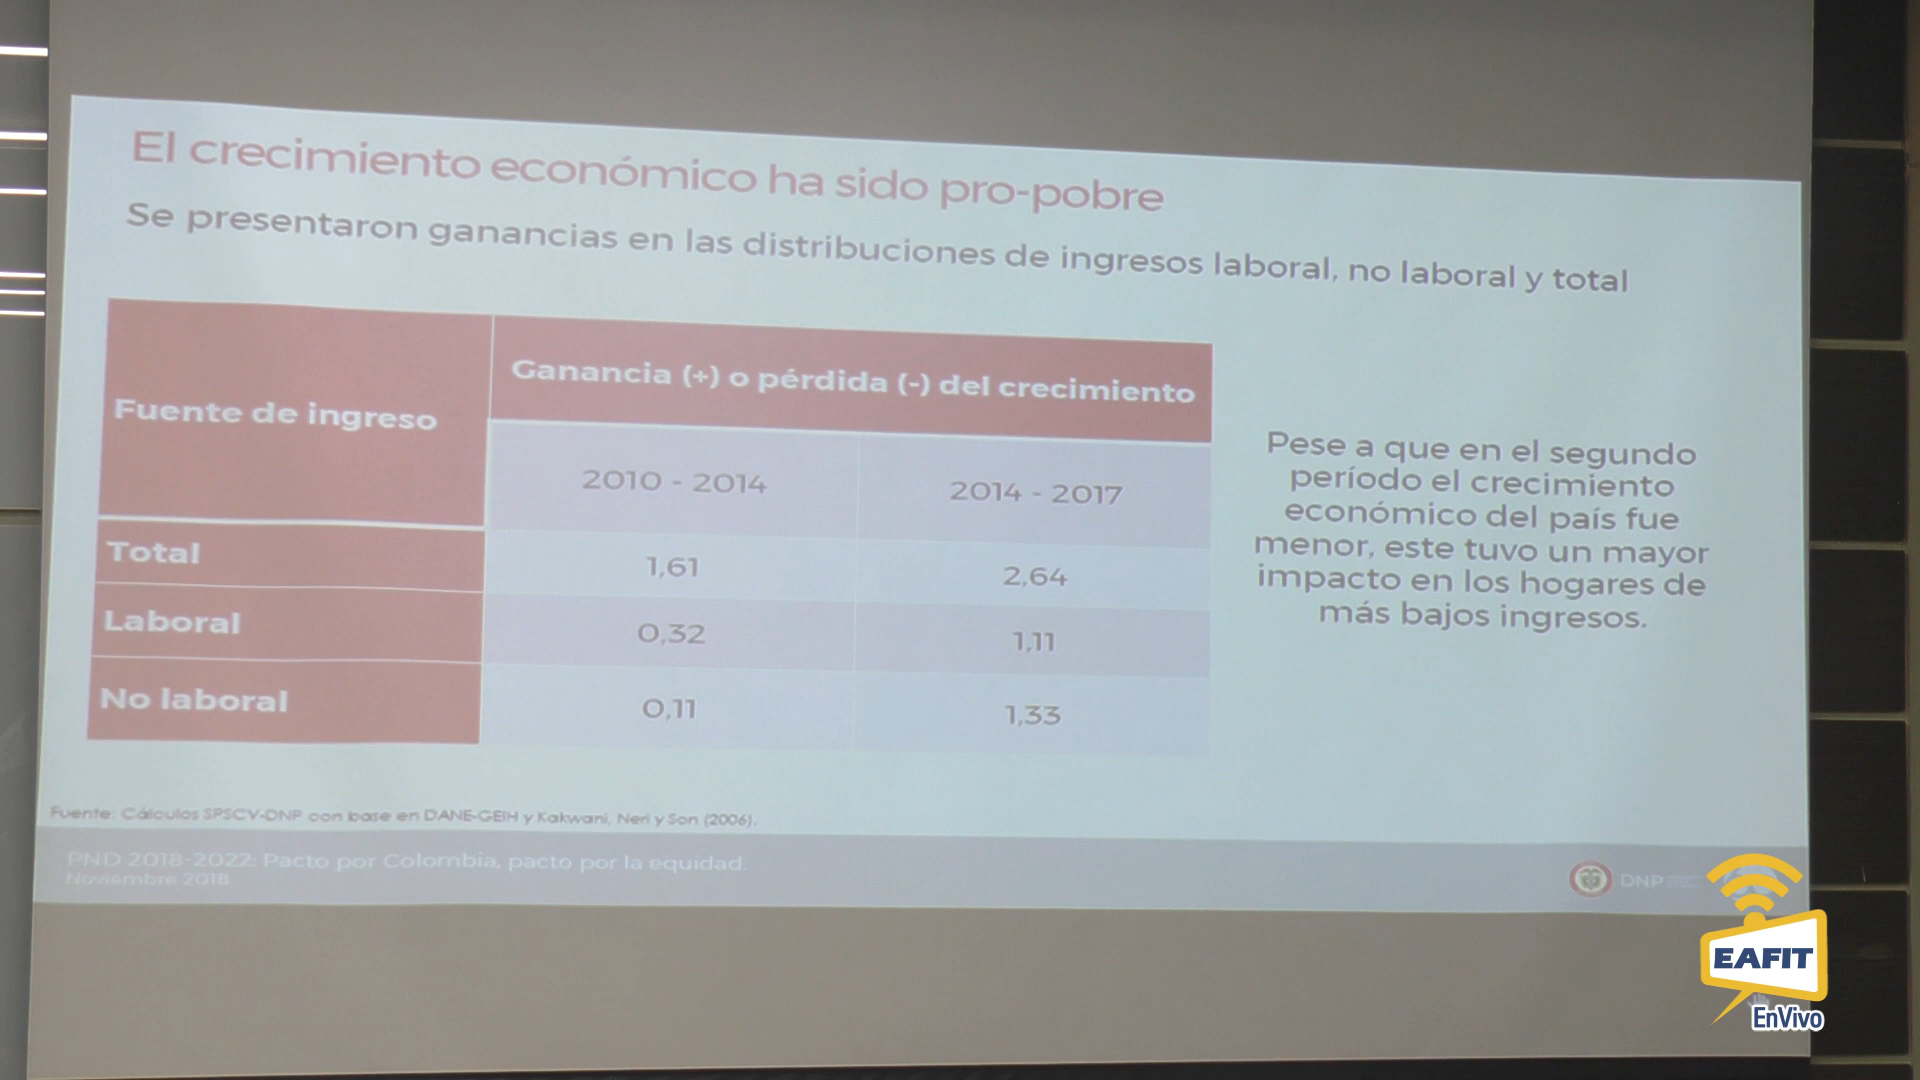 El crecimiento económico ha sido pro-pobre
Se presentaron ganancias en las distribuciones de ingresos laboral, no laboral y total
Fuente de ingreso
Ganancia (+) o pérdida (-) del crecimiento
2010 - 2014
2014 - 2017
Total
1,61
2,64
Laboral
0,32
1,11
No laboral
0,11
1,33
Pese a que en el segundo
período el crecimiento
económico del país fue
menor, este tuvo un mayor
impacto en los hogares de
más bajos ingresos.
Fuente: Cálculos SPSCV-DNP con base en DANE-GEIH y Kakwani, Neri y Son (2006).
PND 2018-2022: Pacto por Colombia, pacto por la equidad.
Noviembre 2018
DNP
EAFIT
EnVivo